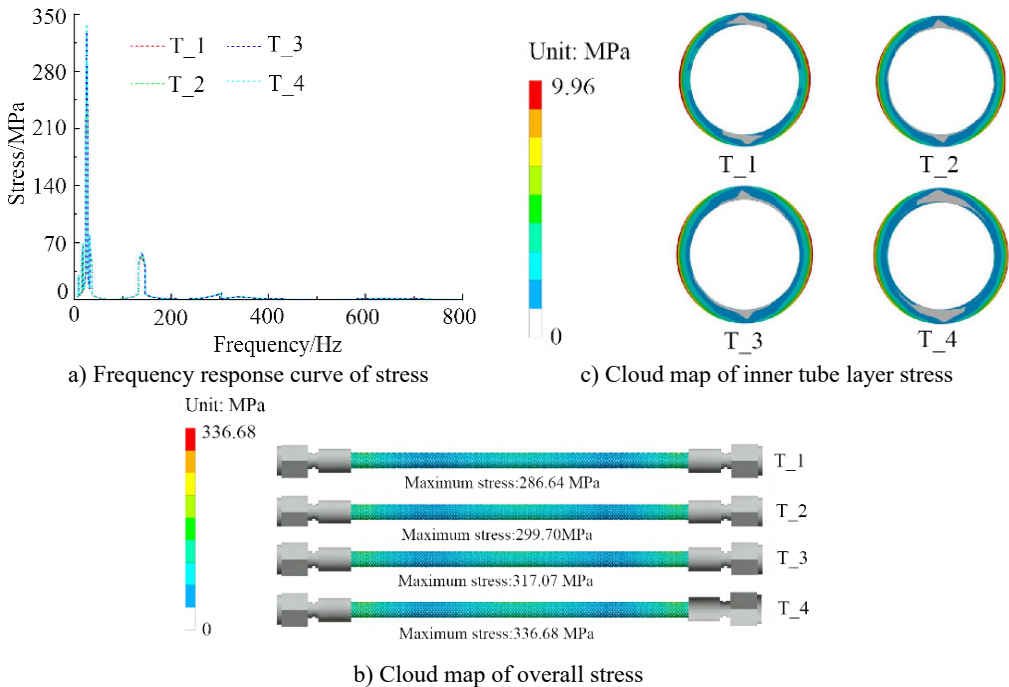 350
280
210
140
70
0
Stress/MPa
T_1
T_3
T_2
T_4
0
200
400
600
800
Frequency/Hz
a) Frequency response curve of stress
Unit: MPa
9.96
0
T_1
T_2
T_3
T_4
c) Cloud map of inner tube layer stress
Unit: MPa
336.68
0
T_1
Maximum stress:286.64 MPa
T_2
Maximum stress:299.70MPa
T_3
Maximum stress:317.07 MPa
T_4
Maximum stress:336.68 MPa
b) Cloud map of overall stress